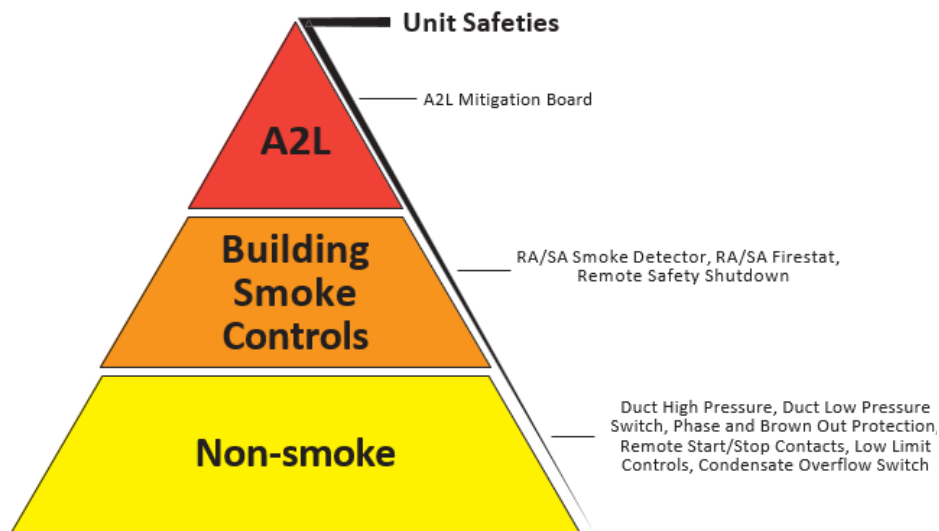 Unit Safeties
A2L Mitigation Board
A2L
Building
Smoke
Controls
RA/SA Smoke Detector, RA/SA Firestat,
Remote Safety Shutdown
Non-smoke
Duct High Pressure, Duct Low Pressure
Switch, Phase and Brown Out Protection,
Remote Start/Stop Contacts, Low Limit
Controls, Condensate Overflow Switch